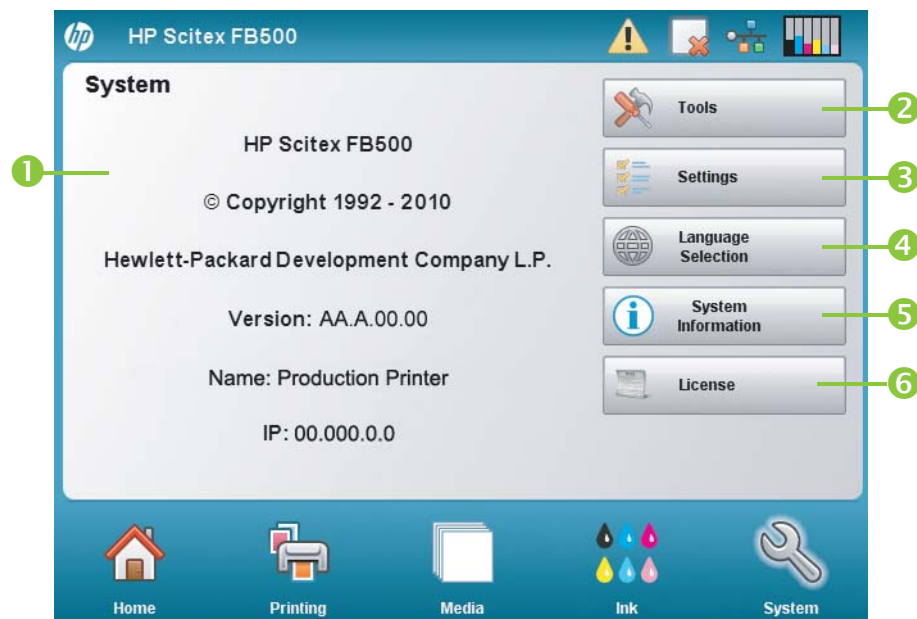 hp HP Scitex FB500
System
1
HP Scitex FB500
© Copyright 1992 - 2010
Hewlett-Packard Development Company L.P.
Version: AA.A.00.00
Name: Production Printer
IP: 00.000.0.0
Tools 2
Settings 3
Language
Selection 4
System
Information 5
License 6
Home Printing Media Ink System